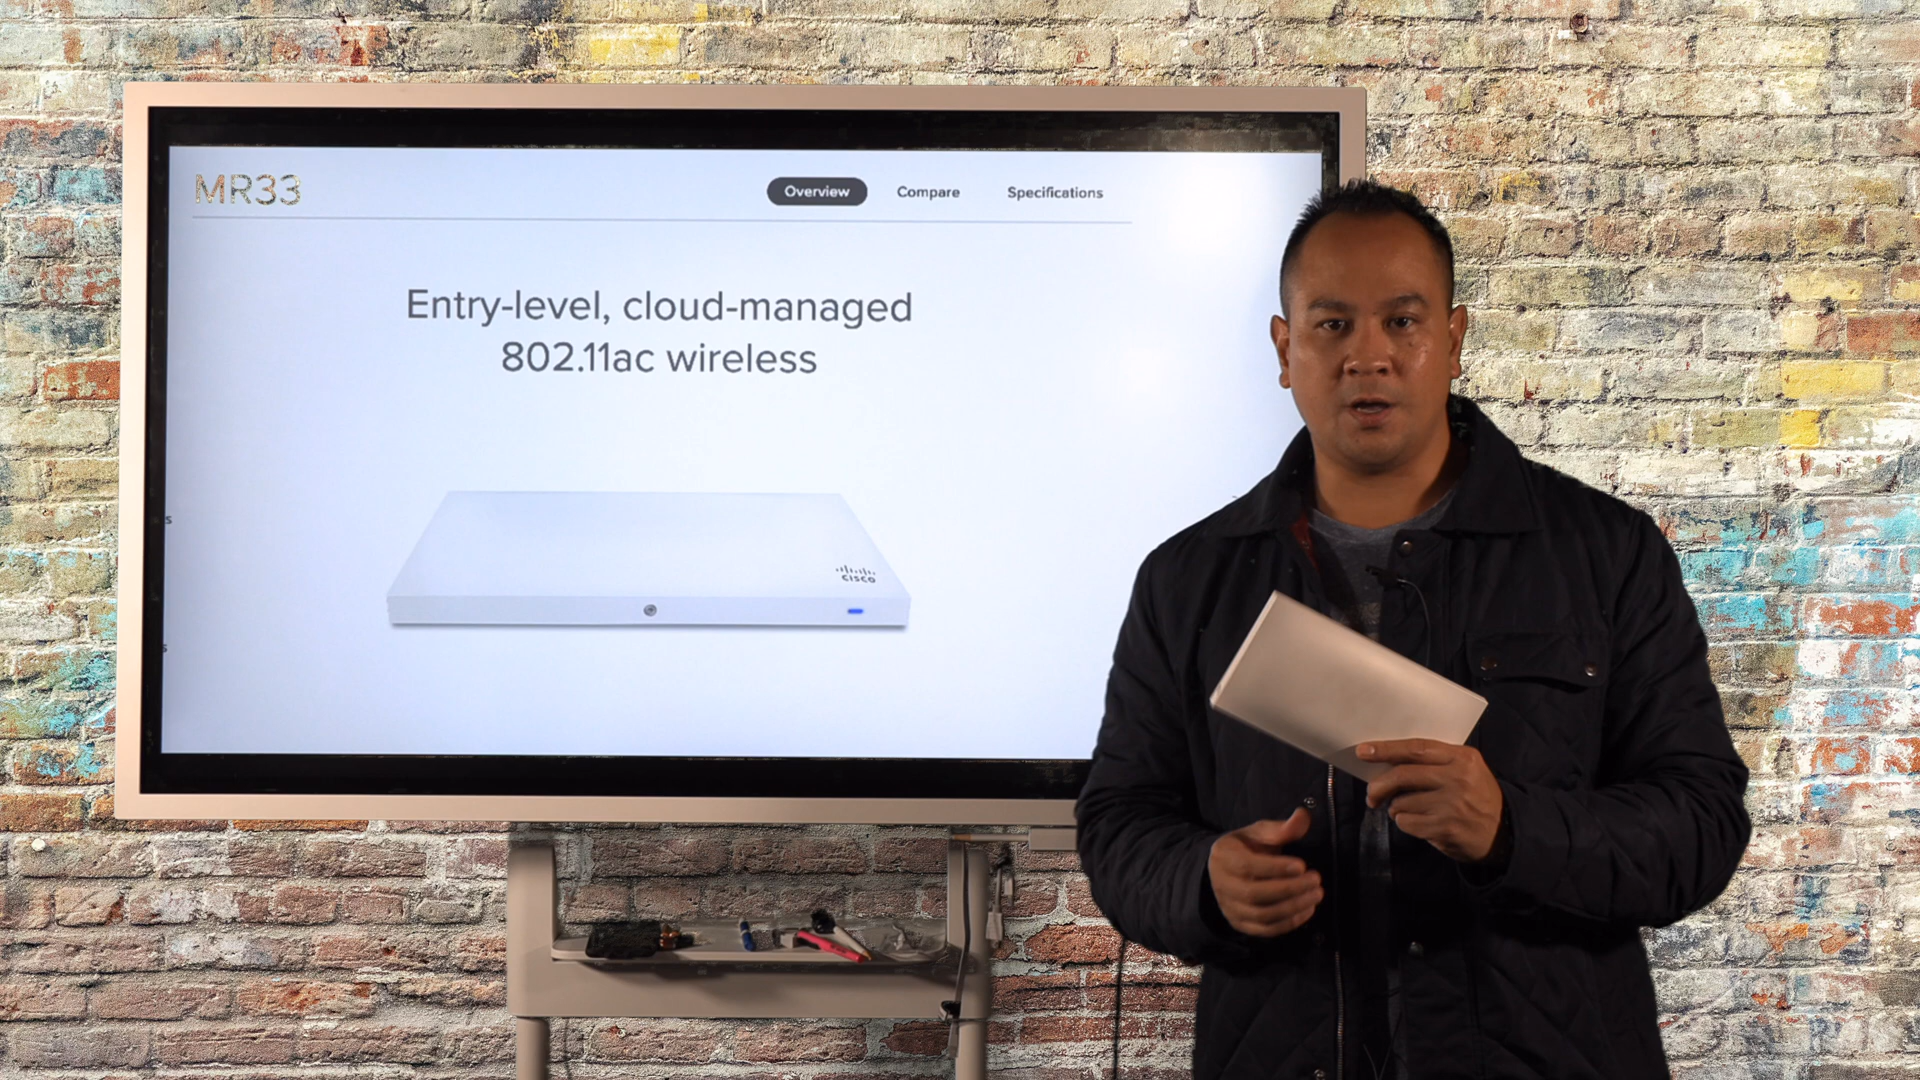 MR33
Overview
Compare
Specifications
Entry-level, cloud-managed
802.11ac wireless
cisco
s
s